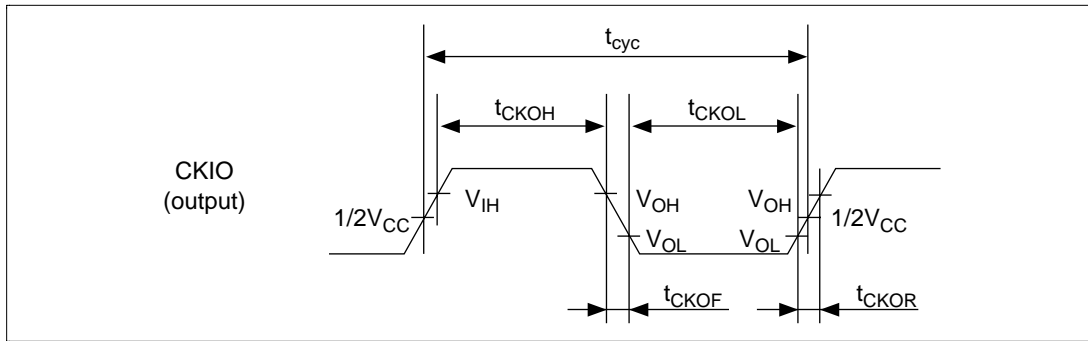 tcyc
tCKOH tCKOL
CKIO
(output)
VIH VOH VOH
1/2VCC 1/2VCC
VOL VOL
tCKOF tCKOR